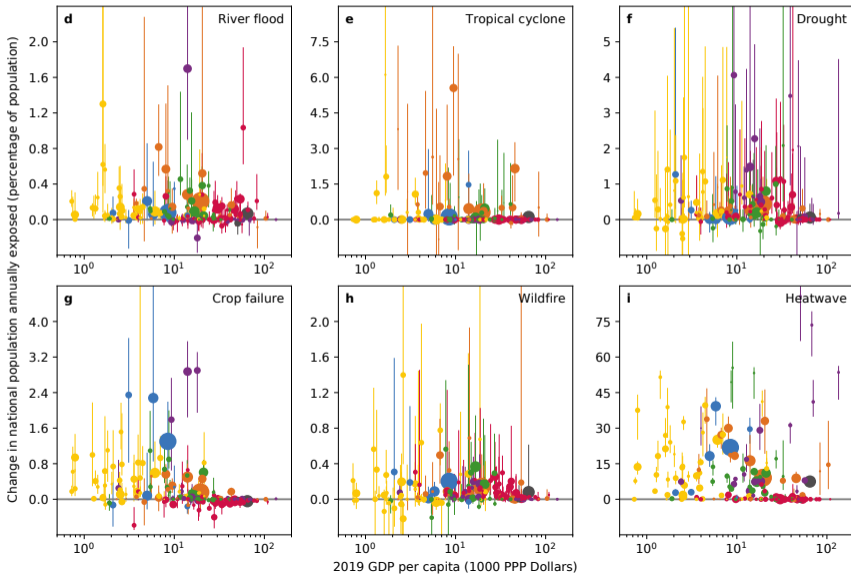 d River flood
2.0
1.6
1.2
0.8
0.4
0.0
10⁰ 10¹ 10²
e Tropical cyclone
7.5
6.0
4.5
3.0
1.5
0.0
10⁰ 10¹ 10²
f Drought
5
4
3
2
1
0
10⁰ 10¹ 10²
Change in national population annually exposed (percentage of population)
g Crop failure
4.0
3.2
2.4
1.6
0.8
0.0
10⁰ 10¹ 10²
h Wildfire
2.0
1.6
1.2
0.8
0.4
0.0
10⁰ 10¹ 10²
i Heatwave
75
60
45
30
15
0
10⁰ 10¹ 10²
2019 GDP per capita (1000 PPP Dollars)